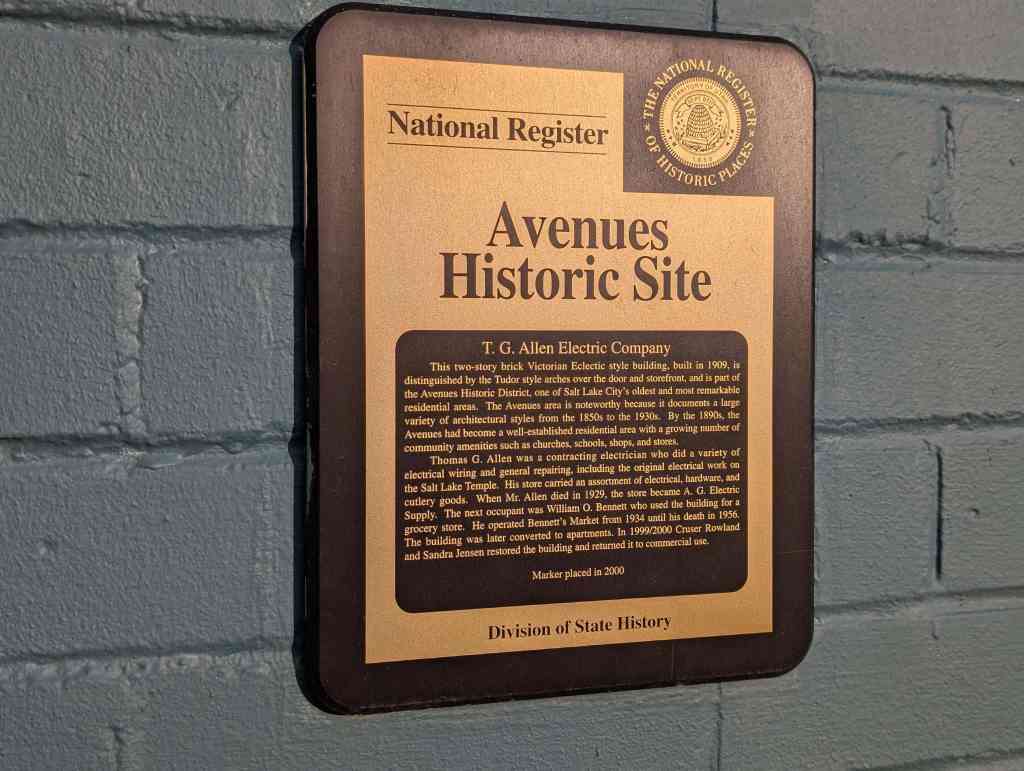 National Register
THE NATIONAL REGISTER
OF HISTORIC PLACES
1896
Avenues
Historic Site
T. G. Allen Electric Company
This two-story brick Victorian Eclectic style building, built in 1909, is
distinguished by the Tudor style arches over the door and storefront, and is part of
the Avenues Historic District, one of Salt Lake City's oldest and most remarkable
residential areas. The Avenues area is noteworthy because it documents a large
variety of architectural styles from the 1850s to the 1930s. By the 1890s, the
Avenues had become a well-established residential area with a growing number of
community amenities such as churches, schools, shops, and stores.
Thomas G. Allen was a contracting electrician who did a variety of
electrical wiring and general repairing, including the original electrical work on
the Salt Lake Temple. His store carried an assortment of electrical, hardware, and
cutlery goods. When Mr. Allen died in 1929, the store became A. G. Electric
Supply. The next occupant was William O. Bennett who used the building for a
grocery store. He operated Bennett's Market from 1934 until his death in 1956.
The building was later converted to apartments. In 1999/2000 Cruser Rowland
and Sandra Jensen restored the building and returned it to commercial use.
Marker placed in 2000
Division of State History